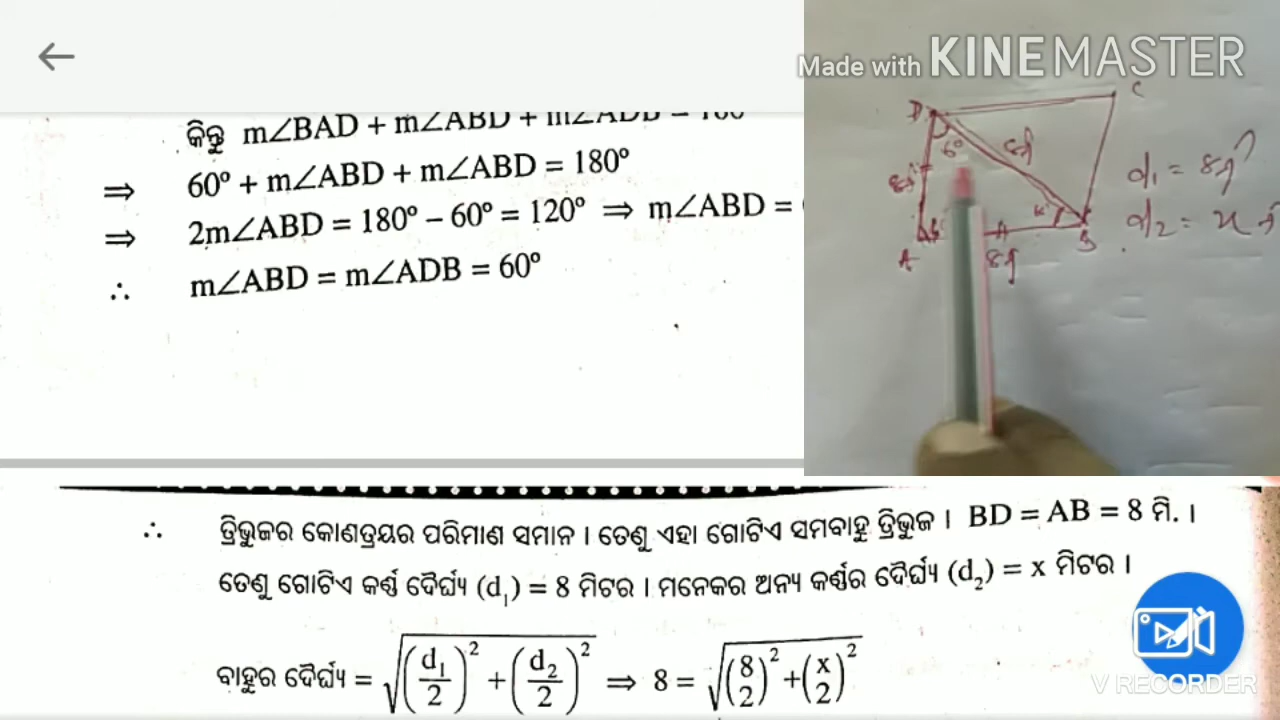 Made with KINEMASTER
କିନ୍ତୁ m∠BAD + m∠ABD + m∠ADB = 180
⇒ 60° + m∠ABD + m∠ABD = 180°
⇒ 2m∠ABD = 180° – 60° = 120° ⇒ m∠ABD =
∴ m∠ABD = m∠ADB = 60°
D C
60°
d₁ = 8
d₂ = x
A B
∴ ତ୍ରିଭୁଜର କୋଣତ୍ରୟର ପରିମାଣ ସମାନ । ତେଣୁ ଏହା ଗୋଟିଏ ସମବାହୁ ତ୍ରିଭୁଜ । BD = AB = 8 ମି. ।
ତେଣୁ ଗୋଟିଏ କର୍ଣ୍ଣ ଦୈର୍ଘ୍ୟ (d₁) = 8 ମିଟର । ମନେକର ଅନ୍ୟ କର୍ଣ୍ଣର ଦୈର୍ଘ୍ୟ (d₂) = x ମିଟର ।
ବାହୁର ଦୈର୍ଘ୍ୟ = √((d₁/2)² + (d₂/2)²) ⇒ 8 = √((8/2)² + (x/2)²)
V RECORDER